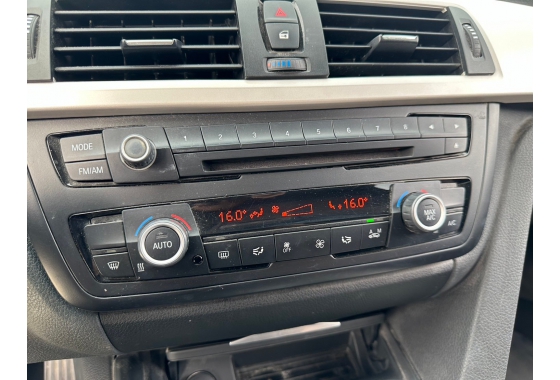 MODE
1 2 3 4 5 6 7 8
FM/AM
16.0° 16.0°
AUTO
MAX A/C
A/C
OFF
A M